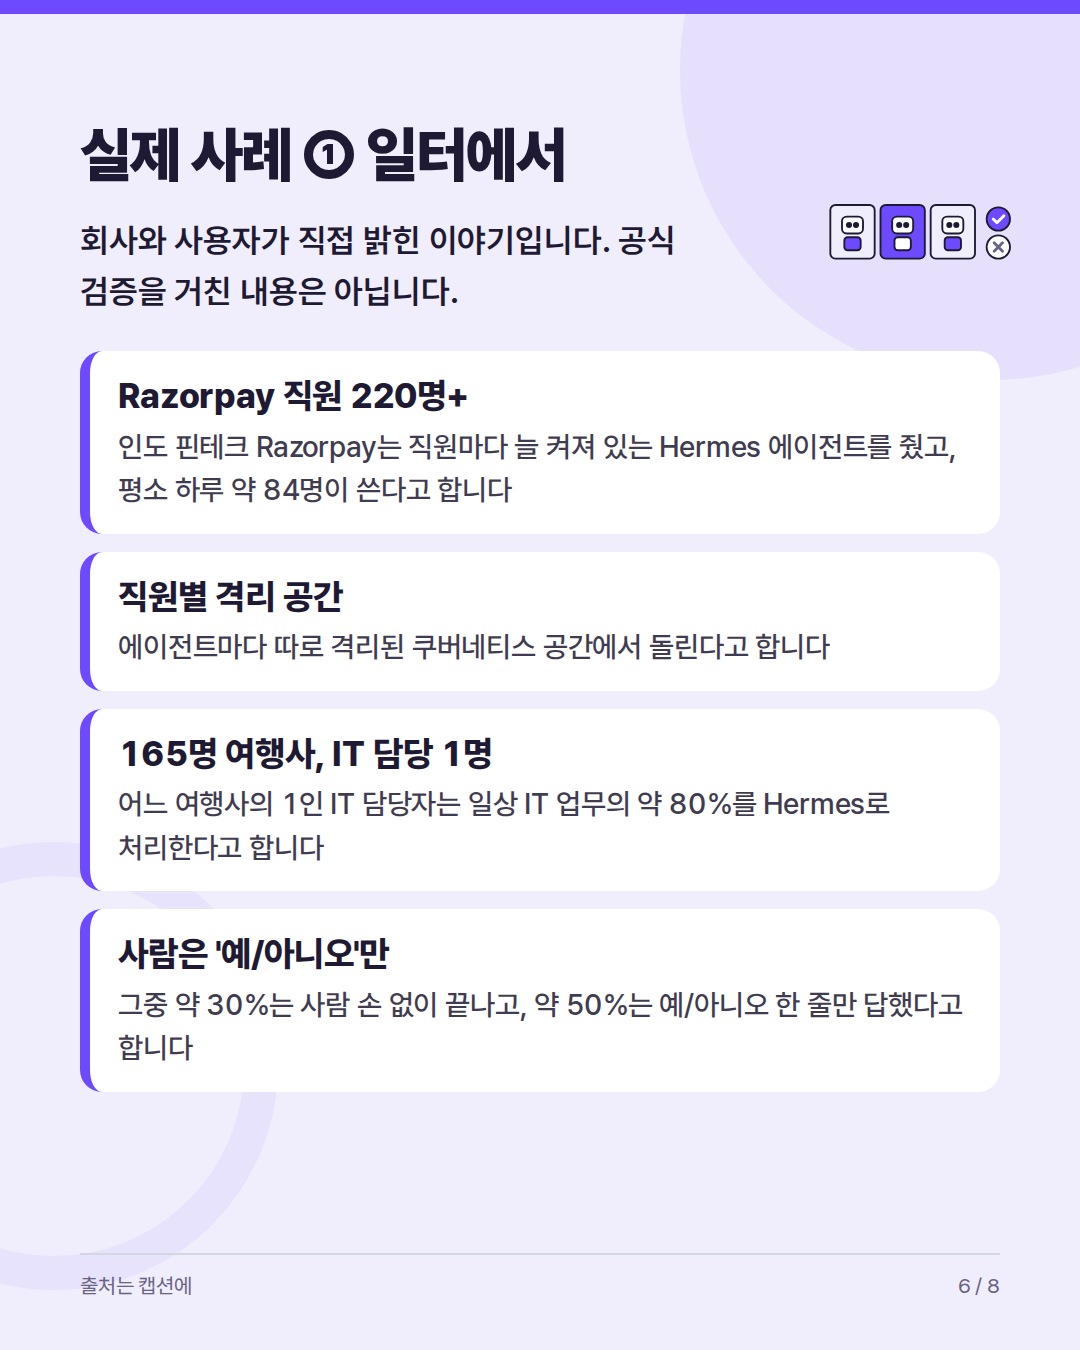 실제 사례 ① 일터에서
회사와 사용자가 직접 밝힌 이야기입니다. 공식
검증을 거친 내용은 아닙니다.
Razorpay 직원 220명+
인도 핀테크 Razorpay는 직원마다 늘 켜져 있는 Hermes 에이전트를 줬고,
평소 하루 약 84명이 쓴다고 합니다
직원별 격리 공간
에이전트마다 따로 격리된 쿠버네티스 공간에서 돌린다고 합니다
165명 여행사, IT 담당 1명
어느 여행사의 1인 IT 담당자는 일상 IT 업무의 약 80%를 Hermes로
처리한다고 합니다
사람은 '예/아니오'만
그중 약 30%는 사람 손 없이 끝나고, 약 50%는 예/아니오 한 줄만 답했다고
합니다
출처는 캡션에
6 / 8